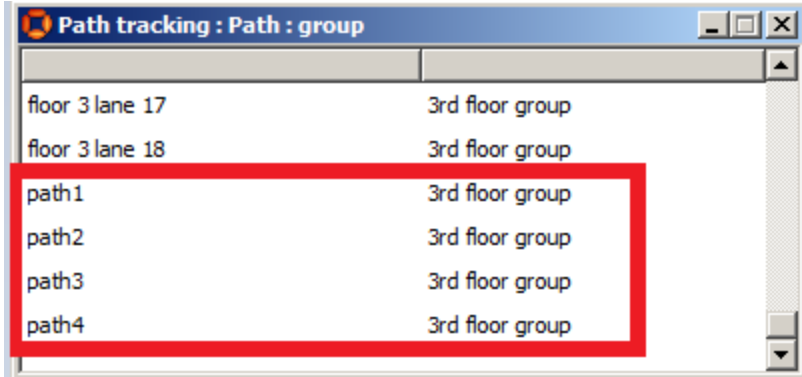 Path tracking : Path : group
floor 3 lane 17 3rd floor group
floor 3 lane 18 3rd floor group
path1 3rd floor group
path2 3rd floor group
path3 3rd floor group
path4 3rd floor group